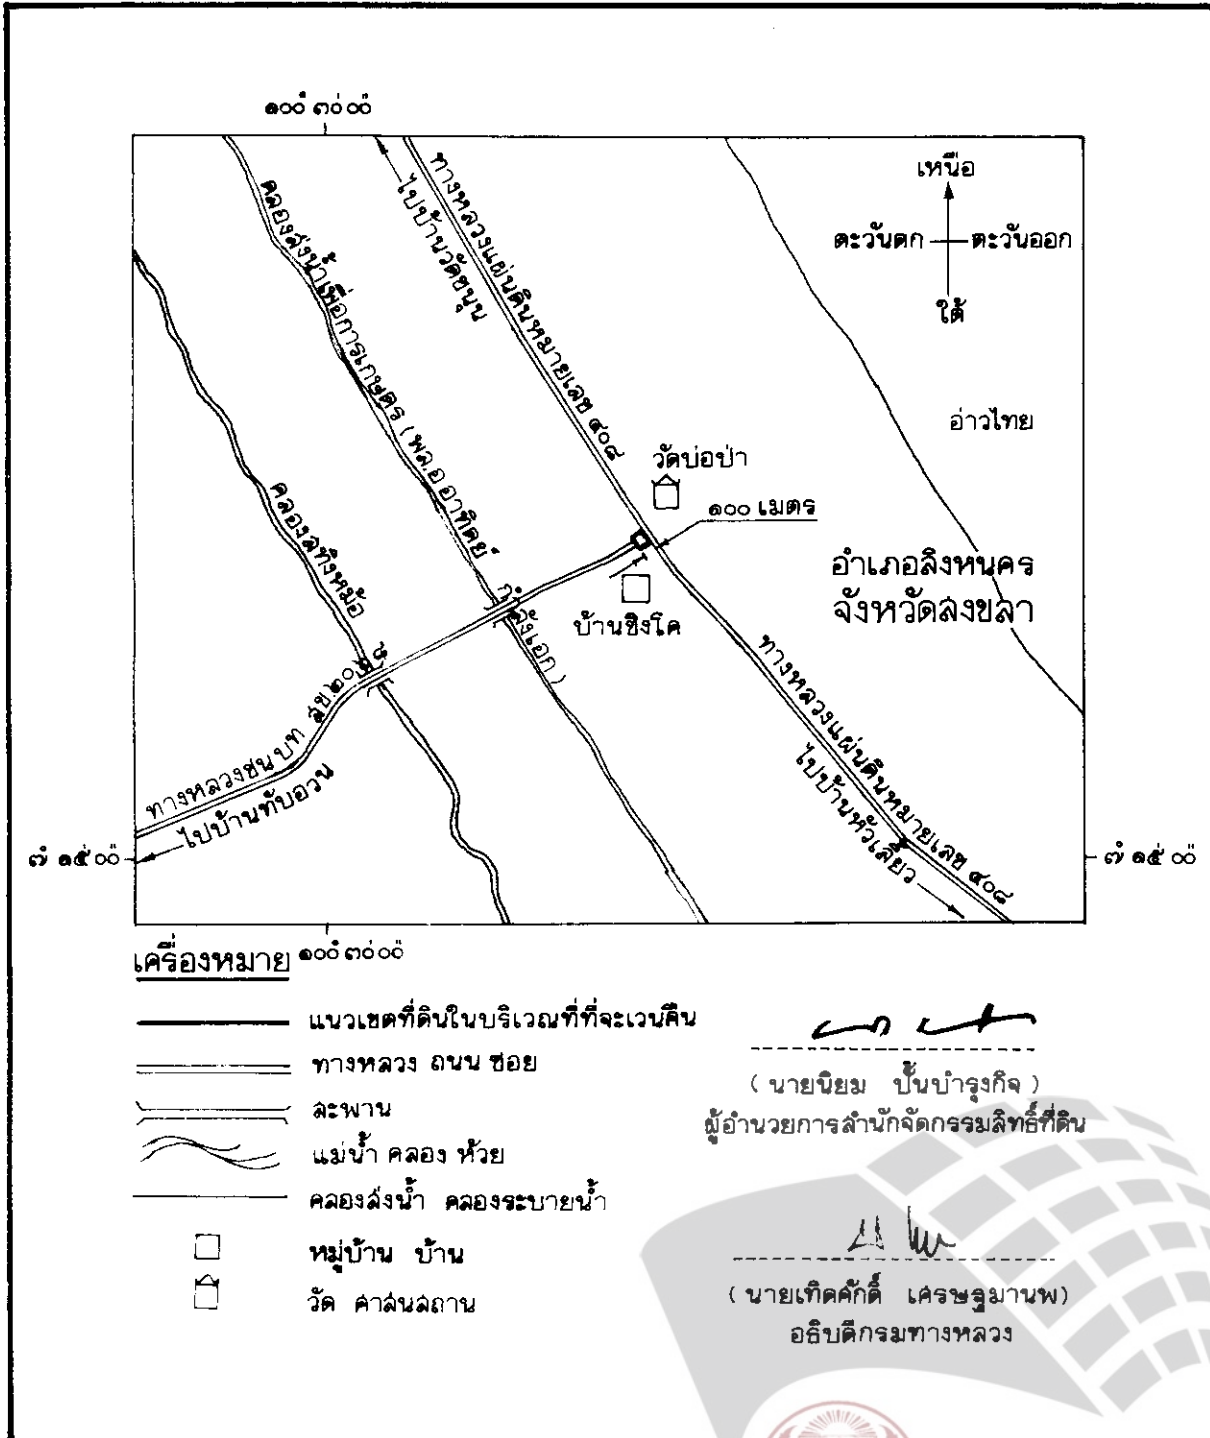 ๑๐๐ํ ๓๐ ๐๐
เหนือ
ตะวันตก ตะวันออก
ใต้
ไปบ้านวัดขนุน
ทางหลวงแผ่นดินหมายเลข ๔๐๘
คลองส่งน้ำเพื่อการเกษตร (พล.อ.อาทิตย์ กำลังเอก)
คลองสทิงหม้อ
อ่าวไทย
วัดบ่อป่า
๑๐๐ เมตร
อำเภอสิงหนคร
จังหวัดสงขลา
บ้านชิงโค
ทางหลวงชนบท สข.
ไปบ้านทับอวน
ทางหลวงแผ่นดินหมายเลข ๔๐๘
ไปบ้านหัวเลียว
๗ํ ๑๕ ๐๐
๗ํ ๑๕ ๐๐
๑๐๐ํ ๓๐ ๐๐
เครื่องหมาย
แนวเขตที่ดินในบริเวณที่ที่จะเวนคืน
ทางหลวง ถนน ซอย
สะพาน
แม่น้ำ คลอง ห้วย
คลองส่งน้ำ คลองระบายน้ำ
หมู่บ้าน บ้าน
วัด ศาสนสถาน
( นายนิยม ปั้นบำรุงกิจ )
ผู้อำนวยการสำนักจัดกรรมสิทธิ์ที่ดิน
( นายเทิดศักดิ์ เศรษฐมานพ)
อธิบดีกรมทางหลวง